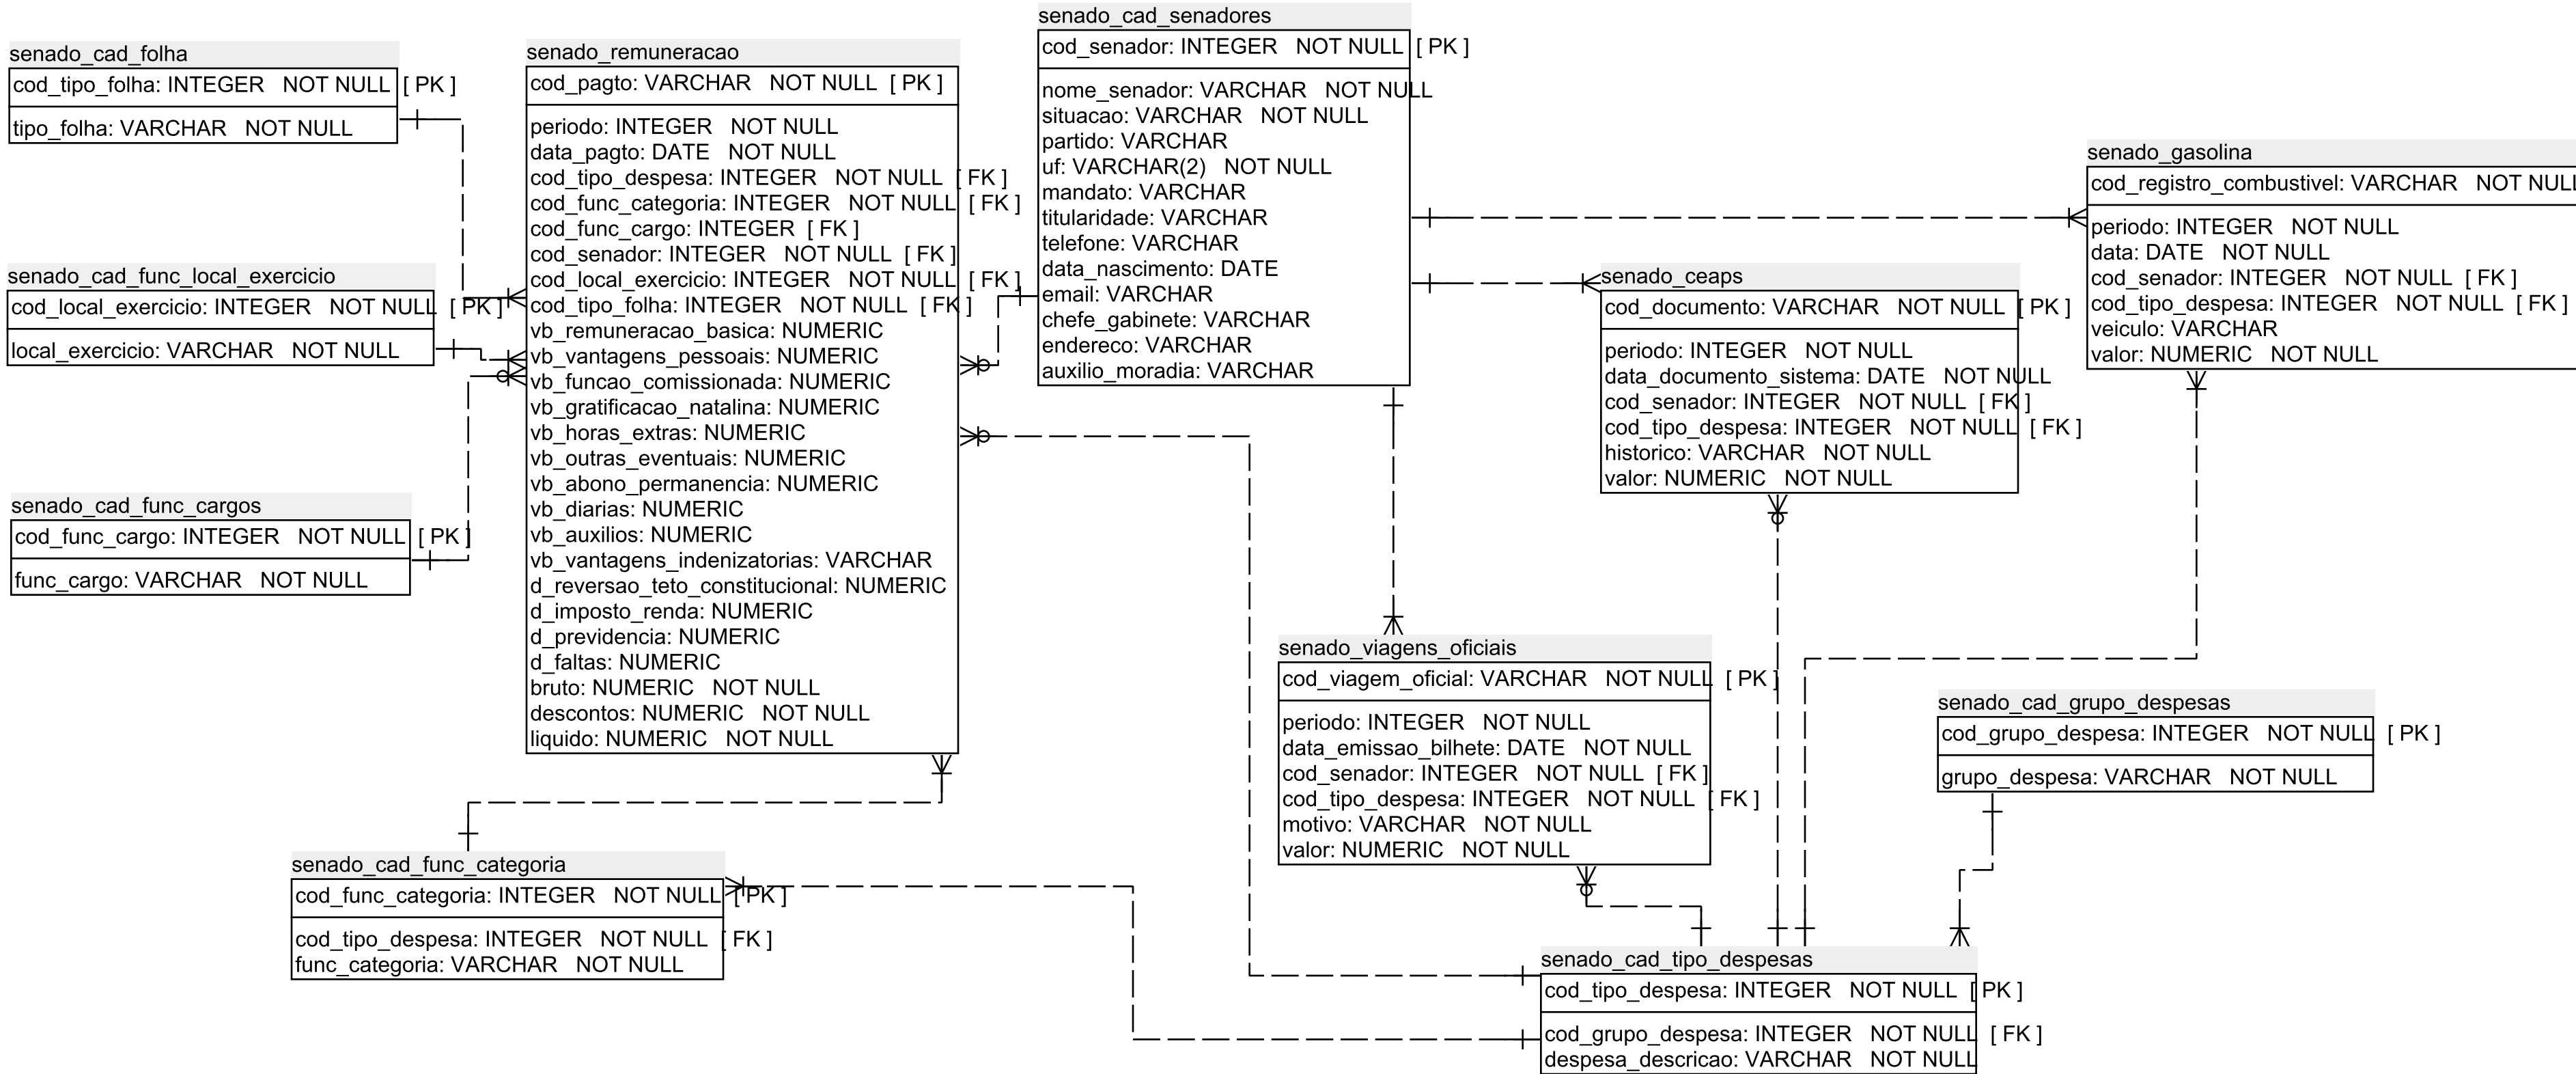 senado_cad_folha
cod_tipo_folha: INTEGER NOT NULL [ PK ]
tipo_folha: VARCHAR NOT NULL
senado_cad_func_local_exercicio
cod_local_exercicio: INTEGER NOT NULL [ PK ]
local_exercicio: VARCHAR NOT NULL
senado_cad_func_cargos
cod_func_cargo: INTEGER NOT NULL [ PK ]
func_cargo: VARCHAR NOT NULL
senado_remuneracao
cod_pagto: VARCHAR NOT NULL [ PK ]
periodo: INTEGER NOT NULL
data_pagto: DATE NOT NULL
cod_tipo_despesa: INTEGER NOT NULL [ FK ]
cod_func_categoria: INTEGER NOT NULL [ FK ]
cod_func_cargo: INTEGER [ FK ]
cod_senador: INTEGER NOT NULL [ FK ]
cod_local_exercicio: INTEGER NOT NULL [ FK ]
cod_tipo_folha: INTEGER NOT NULL [ FK ]
vb_remuneracao_basica: NUMERIC
vb_vantagens_pessoais: NUMERIC
vb_funcao_comissionada: NUMERIC
vb_gratificacao_natalina: NUMERIC
vb_horas_extras: NUMERIC
vb_outras_eventuais: NUMERIC
vb_abono_permanencia: NUMERIC
vb_diarias: NUMERIC
vb_auxilios: NUMERIC
vb_vantagens_indenizatorias: VARCHAR
d_reversao_teto_constitucional: NUMERIC
d_imposto_renda: NUMERIC
d_previdencia: NUMERIC
d_faltas: NUMERIC
bruto: NUMERIC NOT NULL
descontos: NUMERIC NOT NULL
liquido: NUMERIC NOT NULL
senado_cad_func_categoria
cod_func_categoria: INTEGER NOT NULL [ PK ]
cod_tipo_despesa: INTEGER NOT NULL [ FK ]
func_categoria: VARCHAR NOT NULL
senado_cad_senadores
cod_senador: INTEGER NOT NULL [ PK ]
nome_senador: VARCHAR NOT NULL
situacao: VARCHAR NOT NULL
partido: VARCHAR
uf: VARCHAR(2) NOT NULL
mandato: VARCHAR
titularidade: VARCHAR
telefone: VARCHAR
data_nascimento: DATE
email: VARCHAR
chefe_gabinete: VARCHAR
endereco: VARCHAR
auxilio_moradia: VARCHAR
senado_ceaps
cod_documento: VARCHAR NOT NULL [ PK ]
periodo: INTEGER NOT NULL
data_documento_sistema: DATE NOT NULL
cod_senador: INTEGER NOT NULL [ FK ]
cod_tipo_despesa: INTEGER NOT NULL [ FK ]
historico: VARCHAR NOT NULL
valor: NUMERIC NOT NULL
senado_gasolina
cod_registro_combustivel: VARCHAR NOT NULL
periodo: INTEGER NOT NULL
data: DATE NOT NULL
cod_senador: INTEGER NOT NULL [ FK ]
cod_tipo_despesa: INTEGER NOT NULL [ FK ]
veiculo: VARCHAR
valor: NUMERIC NOT NULL
senado_viagens_oficiais
cod_viagem_oficial: VARCHAR NOT NULL [ PK ]
periodo: INTEGER NOT NULL
data_emissao_bilhete: DATE NOT NULL
cod_senador: INTEGER NOT NULL [ FK ]
cod_tipo_despesa: INTEGER NOT NULL [ FK ]
motivo: VARCHAR NOT NULL
valor: NUMERIC NOT NULL
senado_cad_grupo_despesas
cod_grupo_despesa: INTEGER NOT NULL [ PK ]
grupo_despesa: VARCHAR NOT NULL
senado_cad_tipo_despesas
cod_tipo_despesa: INTEGER NOT NULL [ PK ]
cod_grupo_despesa: INTEGER NOT NULL [ FK ]
despesa_descricao: VARCHAR NOT NULL